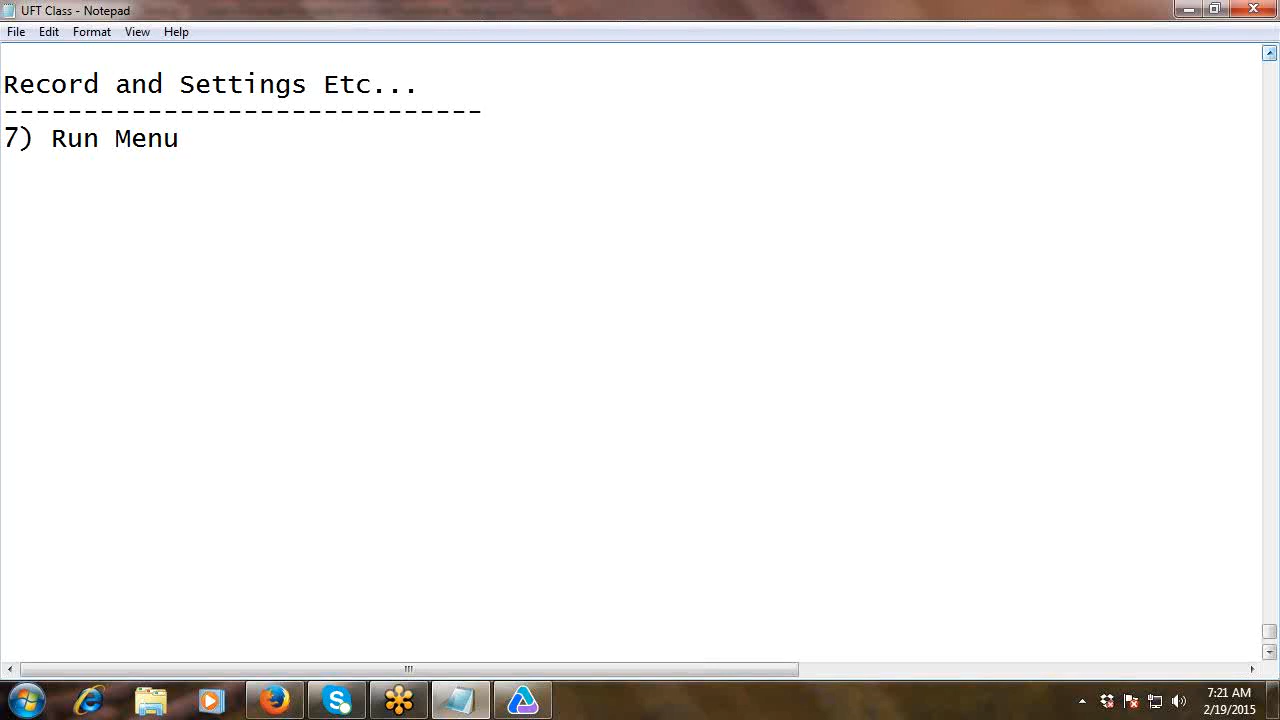 UFT Class - Notepad
File Edit Format View Help
Record and Settings Etc...
------------------------------
7) Run Menu
7:21 AM
2/19/2015